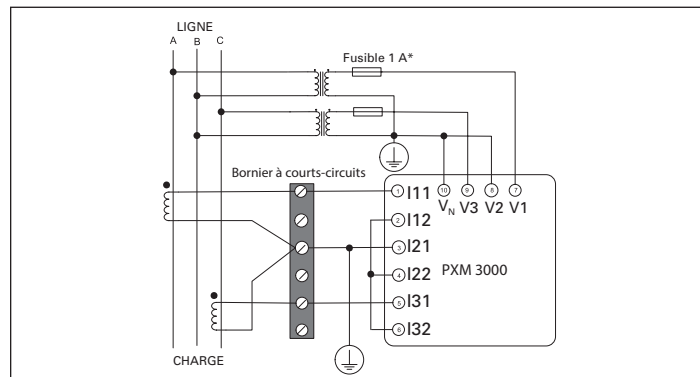 LIGNE
A B C
Fusible 1 A*
Bornier à courts-circuits
10 9 8 7
V_N V3 V2 V1
1 I11
2 I12
3 I21
4 I22
PXM 3000
5 I31
6 I32
CHARGE